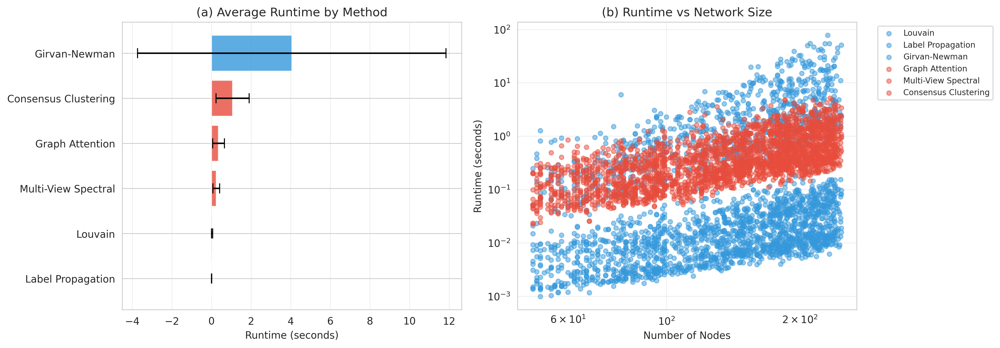 (a) Average Runtime by Method
Girvan-Newman
Consensus Clustering
Graph Attention
Multi-View Spectral
Louvain
Label Propagation
−4 −2 0 2 4 6 8 10 12
Runtime (seconds)
(b) Runtime vs Network Size
Runtime (seconds)
10²
10¹
10⁰
10⁻¹
10⁻²
10⁻³
6 × 10¹ 10² 2 × 10²
Number of Nodes
Louvain
Label Propagation
Girvan-Newman
Graph Attention
Multi-View Spectral
Consensus Clustering